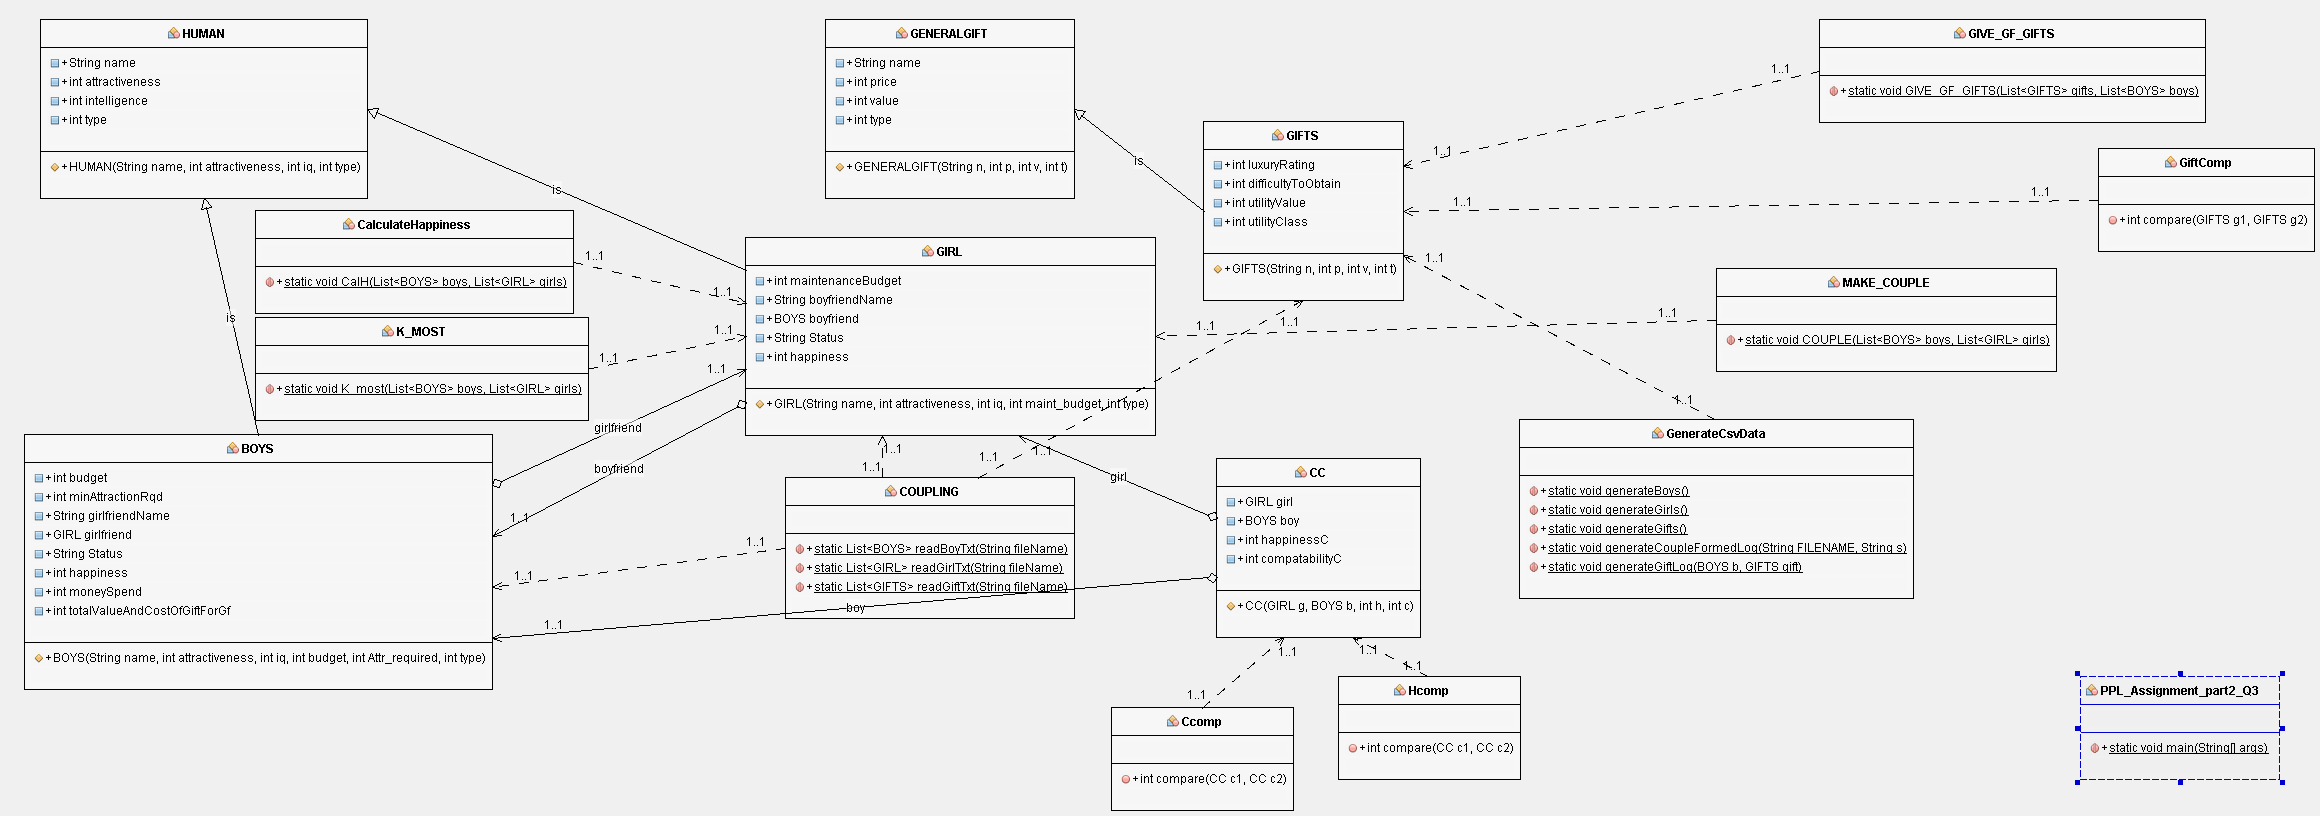 HUMAN
+String name
+int attractiveness
+int intelligence
+int type
+HUMAN(String name, int attractiveness, int iq, int type)
GENERALGIFT
+String name
+int price
+int value
+int type
+GENERALGIFT(String n, int p, int v, int t)
GIVE_GF_GIFTS
+static void GIVE_GF_GIFTS(List<GIFTS> gifts, List<BOYS> boys)
1..1
1..1
GIFTS
+int luxuryRating
+int difficultyToObtain
+int utilityValue
+int utilityClass
+GIFTS(String n, int p, int v, int t)
is
GiftComp
+int compare(GIFTS g1, GIFTS g2)
1..1
1..1
is
CalculateHappiness
+static void CalH(List<BOYS> boys, List<GIRL> girls)
1..1
1..1
GIRL
+int maintenanceBudget
+String boyfriendName
+BOYS boyfriend
+String Status
+int happiness
+GIRL(String name, int attractiveness, int iq, int maint_budget, int type)
1..1
MAKE_COUPLE
+static void COUPLE(List<BOYS> boys, List<GIRL> girls)
1..1
1..1
1..1
is
K_MOST
+static void K_most(List<BOYS> boys, List<GIRL> girls)
1..1
1..1
1..1
1..1
girlfriend
boyfriend
BOYS
+int budget
+int minAttractionRqd
+String girlfriendName
+GIRL girlfriend
+String Status
+int happiness
+int moneySpend
+int totalValueAndCostOfGiftForGf
+BOYS(String name, int attractiveness, int iq, int budget, int Attr_required, int type)
1..1
1..1
1..1
1..1
1..1
1..1
1..1
1..1
girl
boy
COUPLING
+static List<BOYS> readBoyTxt(String fileName)
+static List<GIRL> readGirlTxt(String fileName)
+static List<GIFTS> readGiftTxt(String fileName)
CC
+GIRL girl
+BOYS boy
+int happinessC
+int compatabilityC
+CC(GIRL g, BOYS b, int h, int c)
GenerateCsvData
+static void generateBoys()
+static void generateGirls()
+static void generateGifts()
+static void generateCoupleFormedLog(String FILENAME, String s)
+static void generateGiftLog(BOYS b, GIFTS gift)
1..1
1..1
1..1
1..1
Ccomp
+int compare(CC c1, CC c2)
Hcomp
+int compare(CC c1, CC c2)
PPL_Assignment_part2_Q3
+static void main(String[] args)